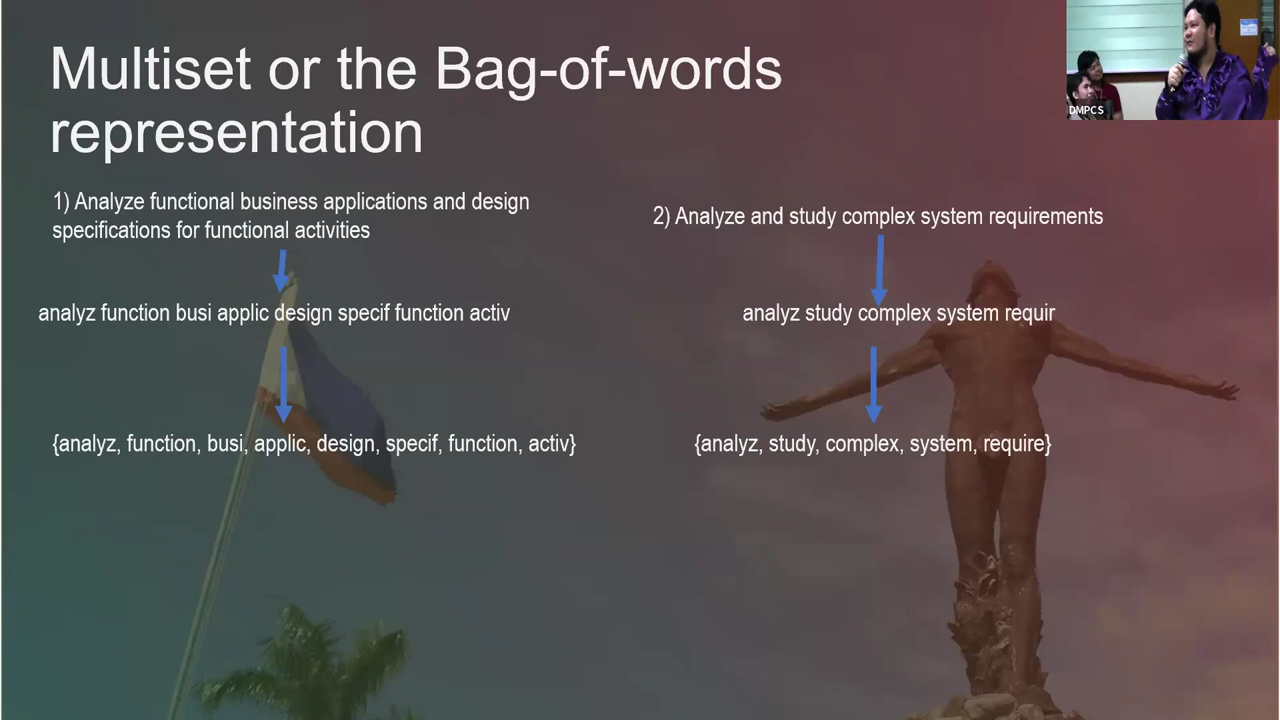 Multiset or the Bag-of-words
representation
DMPCS
1) Analyze functional business applications and design
specifications for functional activities
2) Analyze and study complex system requirements
analyz function busi applic design specif function activ
analyz study complex system requir
{analyz, function, busi, applic, design, specif, function, activ}
{analyz, study, complex, system, require}